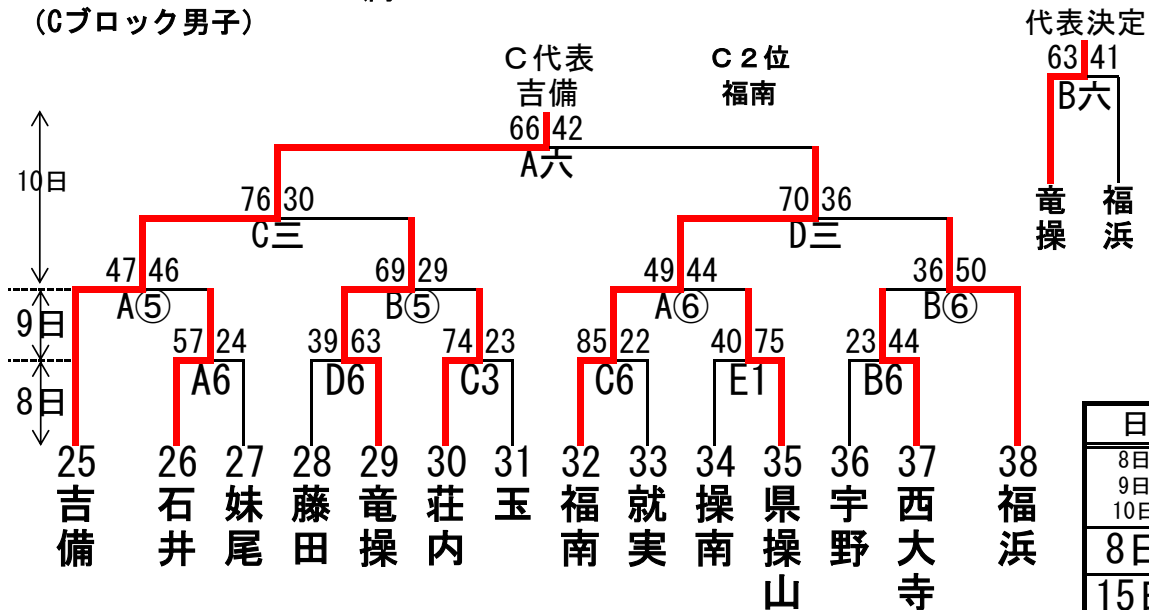 (Cブロック男子)
代表決定
63 41
B六
竜操
福浜
C代表
吉備
C2位
福南
66 42
A六
10日
76 30
C三
70 36
D三
47 46
A⑤
69 29
B⑤
49 44
A⑥
36 50
B⑥
9日
57 24
A6
39 63
D6
74 23
C3
85 22
C6
40 75
E1
23 44
B6
8日
25 26 27 28 29 30 31 32 33 34 35 36 37 38
吉備
石井
妹尾
藤田
竜操
荘内
玉
福南
就実
操南
県操山
宇野
西大寺
福浜
日
8日
9日
10日
8日
15日